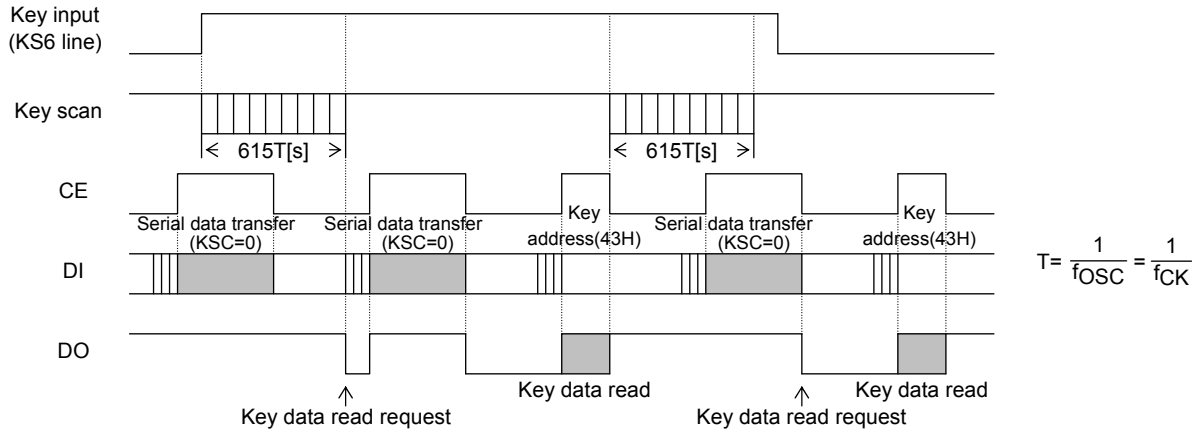 Key input
(KS6 line)
Key scan
615T[s]
615T[s]
CE
Serial data transfer
(KSC=0)
Serial data transfer
(KSC=0)
Key
address(43H)
Serial data transfer
(KSC=0)
Key
address(43H)
DI
T= 1/fOSC = 1/fCK
DO
Key data read
Key data read
Key data read request
Key data read request